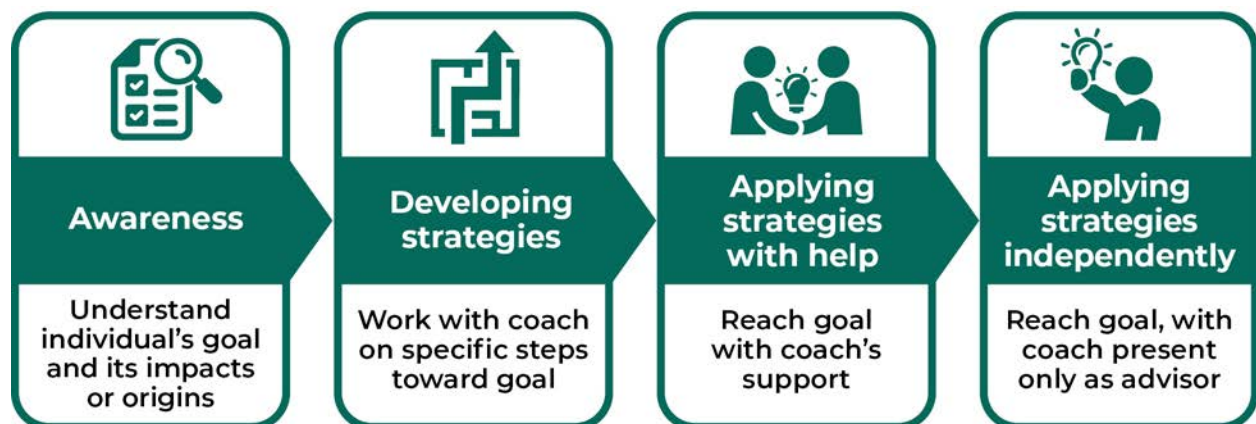 Awareness
Understand
individual's goal
and its impacts
or origins
Developing
strategies
Work with coach
on specific steps
toward goal
Applying
strategies
with help
Reach goal
with coach's
support
Applying
strategies
independently
Reach goal, with
coach present
only as advisor